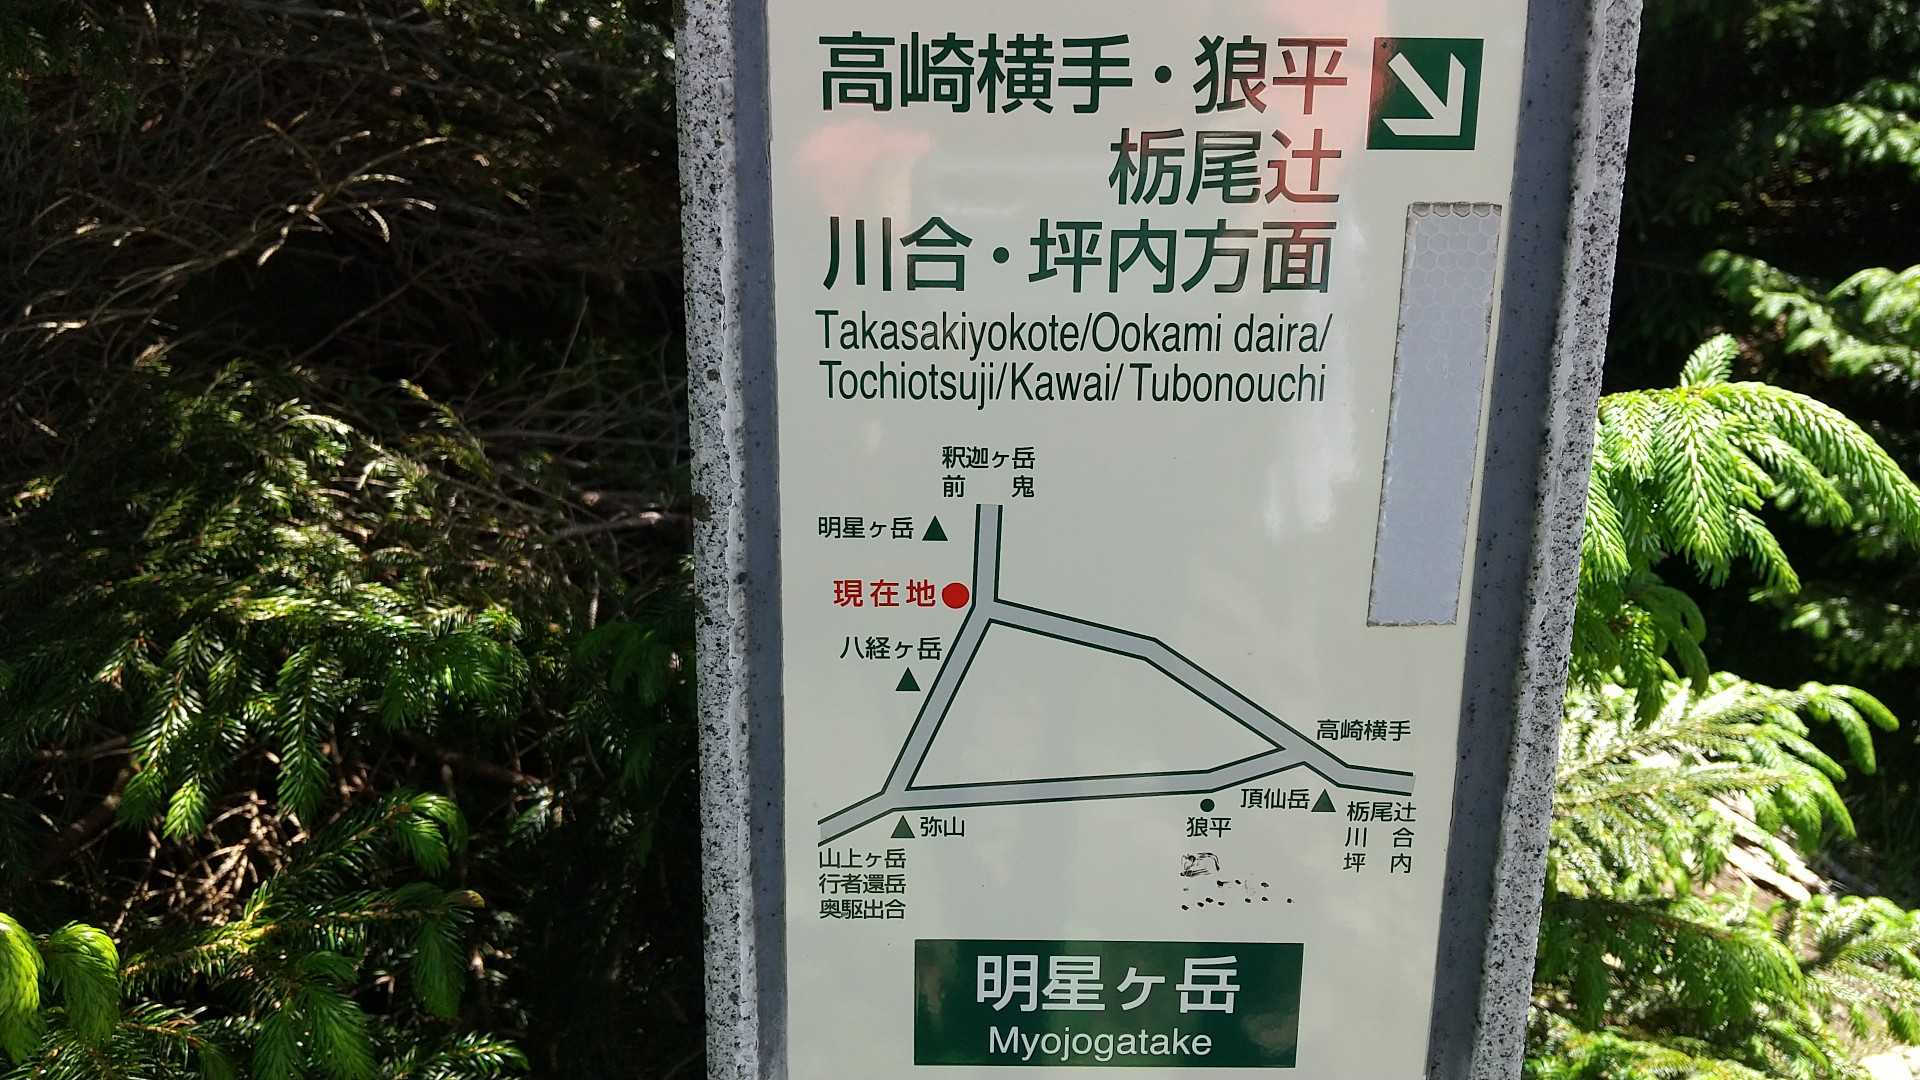 高崎横手・狼平
栃尾辻
川合・坪内方面
Takasakiyokote/Ookami daira/
Tochiotsuji/Kawai/Tubonouchi
釈迦ヶ岳
前鬼
明星ヶ岳
現在地
八経ヶ岳
高崎横手
頂仙岳
栃尾辻
川合
坪内
狼平
弥山
山上ヶ岳
行者還岳
奥駆出合
明星ヶ岳
Myojogatake